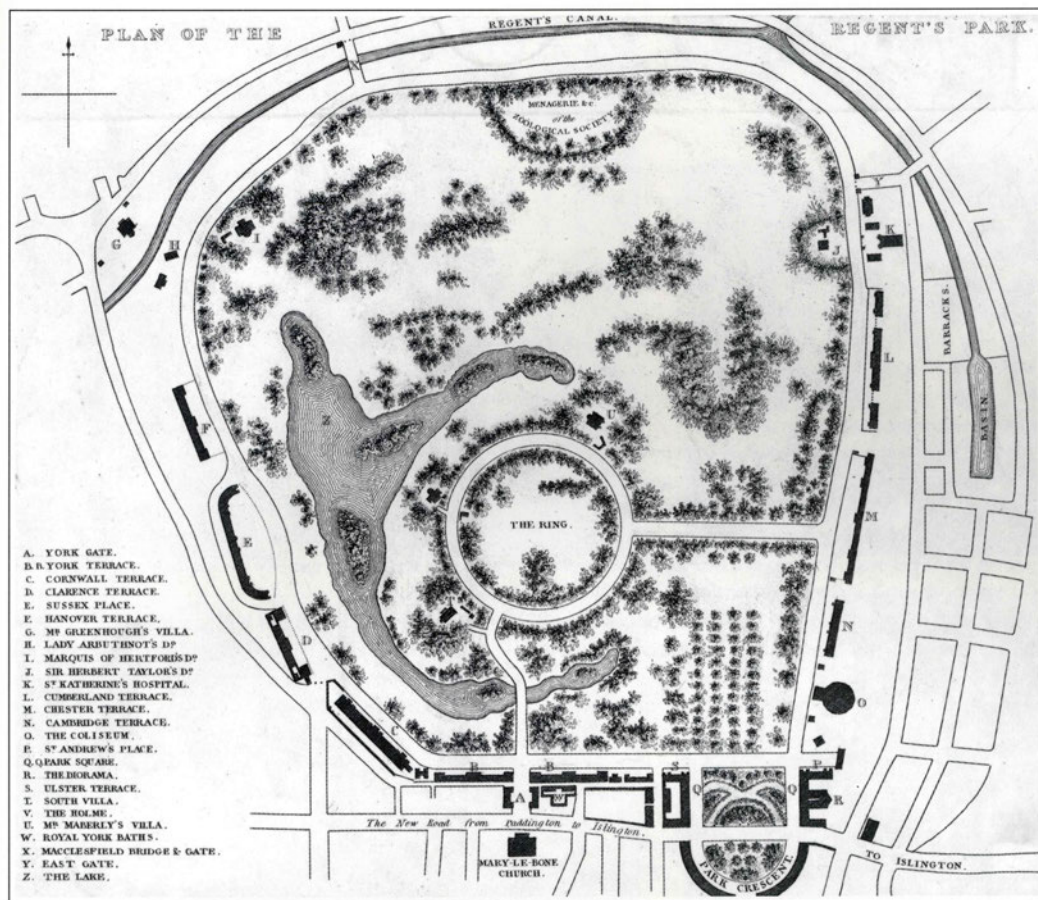 PLAN OF THE
REGENT'S PARK.
REGENT'S CANAL.
X
MENAGERIE &c
of the
ZOOLOGICAL SOCIETY
G
H
I
Y
K
J
BARRACKS.
L
BASIN.
Z
U
F
THE RING.
M
E
A. YORK GATE.
B.B. YORK TERRACE.
C. CORNWALL TERRACE.
D. CLARENCE TERRACE.
E. SUSSEX PLACE.
F. HANOVER TERRACE.
G. Mr GREENHOUGH'S VILLA.
H. LADY ARBUTHNOT'S Do
I. MARQUIS OF HERTFORD'S Do
J. SIR HERBERT TAYLOR'S Do
K. St KATHERINE'S HOSPITAL.
L. CUMBERLAND TERRACE.
M. CHESTER TERRACE.
N. CAMBRIDGE TERRACE.
O. THE COLISEUM.
P. St ANDREW'S PLACE.
Q.Q. PARK SQUARE.
R. THE DIORAMA.
S. ULSTER TERRACE.
T. SOUTH VILLA.
V. THE HOLME.
U. Mr MABERLY'S VILLA.
W. ROYAL YORK BATHS.
X. MACCLESFIELD BRIDGE & GATE.
Y. EAST GATE.
Z. THE LAKE.
D
N
O
C
B
B
S
P
A
W
Q
Q
R
The New Road from Paddington to Islington.
MARY-LE-BONE
CHURCH.
PARK CRESCENT.
TO ISLINGTON.